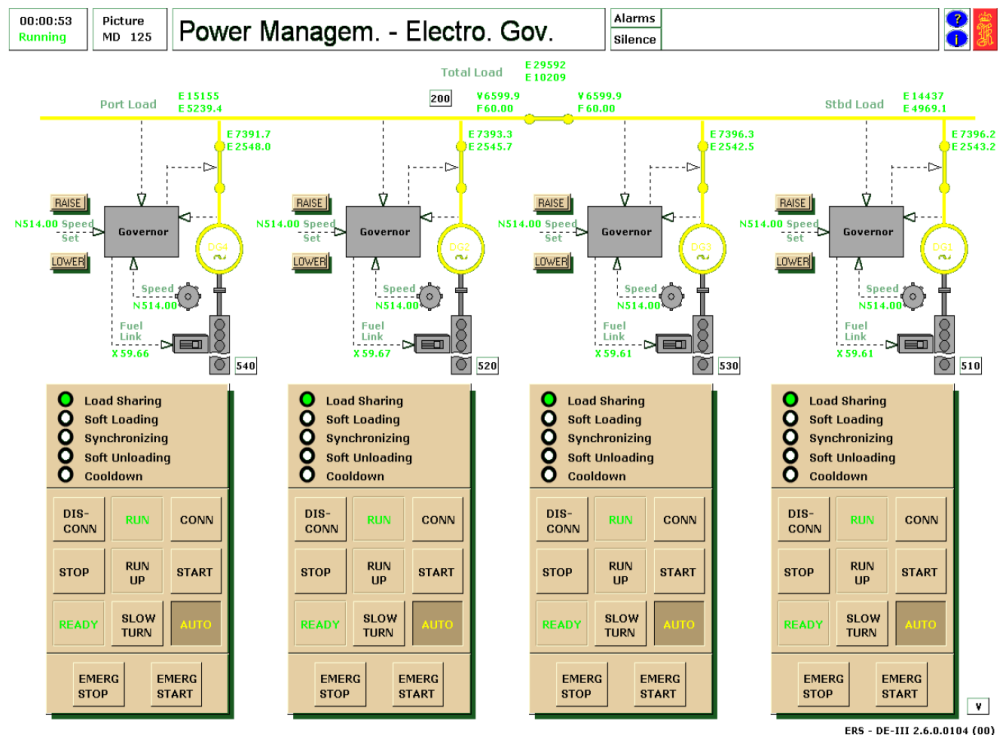 00:00:53
Running
Picture
MD 125
Power Managem. - Electro. Gov.
Alarms
Silence
?
i
Total Load
E 29592
E 10209
Port Load
E 15155
E 5239.4
200
V6599.9
F60.00
V6599.9
F60.00
Stbd Load
E 14437
E 4969.1
E 7391.7
E 2548.0
E 7393.3
E 2545.7
E 7396.3
E 2542.5
E 7396.2
E 2543.2
RAISE
N514.00 Speed
Set
LOWER
Governor
DG4
Speed
N514.00
Fuel
Link
X59.66
540
RAISE
N514.00 Speed
Set
LOWER
Governor
DG2
Speed
N514.00
Fuel
Link
X59.67
520
RAISE
N514.00 Speed
Set
LOWER
Governor
DG3
Speed
N514.00
Fuel
Link
X59.61
530
RAISE
N514.00 Speed
Set
LOWER
Governor
DG1
Speed
N514.00
Fuel
Link
X59.61
510
Load Sharing
Soft Loading
Synchronizing
Soft Unloading
Cooldown
DIS-
CONN
RUN
CONN
STOP
RUN
UP
START
READY
SLOW
TURN
AUTO
EMERG
STOP
EMERG
START
Load Sharing
Soft Loading
Synchronizing
Soft Unloading
Cooldown
DIS-
CONN
RUN
CONN
STOP
RUN
UP
START
READY
SLOW
TURN
AUTO
EMERG
STOP
EMERG
START
Load Sharing
Soft Loading
Synchronizing
Soft Unloading
Cooldown
DIS-
CONN
RUN
CONN
STOP
RUN
UP
START
READY
SLOW
TURN
AUTO
EMERG
STOP
EMERG
START
Load Sharing
Soft Loading
Synchronizing
Soft Unloading
Cooldown
DIS-
CONN
RUN
CONN
STOP
RUN
UP
START
READY
SLOW
TURN
AUTO
EMERG
STOP
EMERG
START
V
ERS - DE-III 2.6.0.0104 (00)